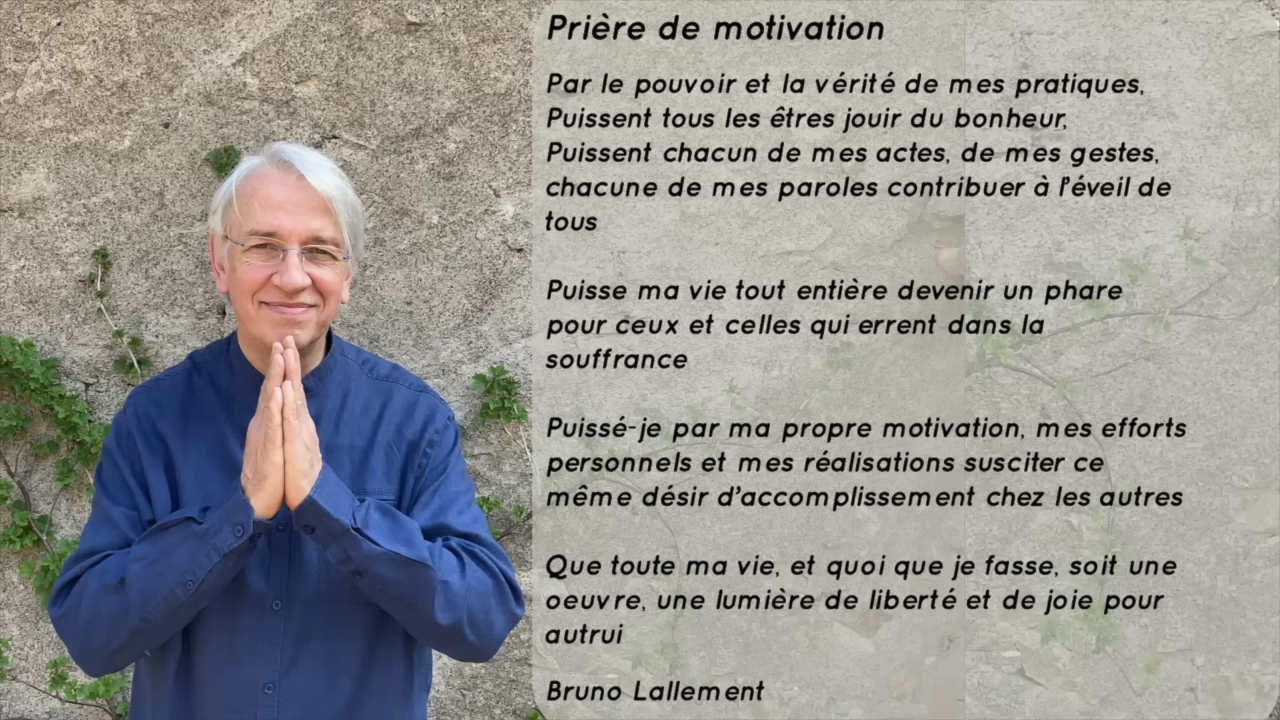 Prière de motivation
Par le pouvoir et la vérité de mes pratiques,
Puissent tous les êtres jouir du bonheur,
Puissent chacun de mes actes, de mes gestes,
chacune de mes paroles contribuer à l'éveil de
tous
Puisse ma vie tout entière devenir un phare
pour ceux et celles qui errent dans la
souffrance
Puissé-je par ma propre motivation, mes efforts
personnels et mes réalisations susciter ce
même désir d'accomplissement chez les autres
Que toute ma vie, et quoi que je fasse, soit une
oeuvre, une lumière de liberté et de joie pour
autrui
Bruno Lallement